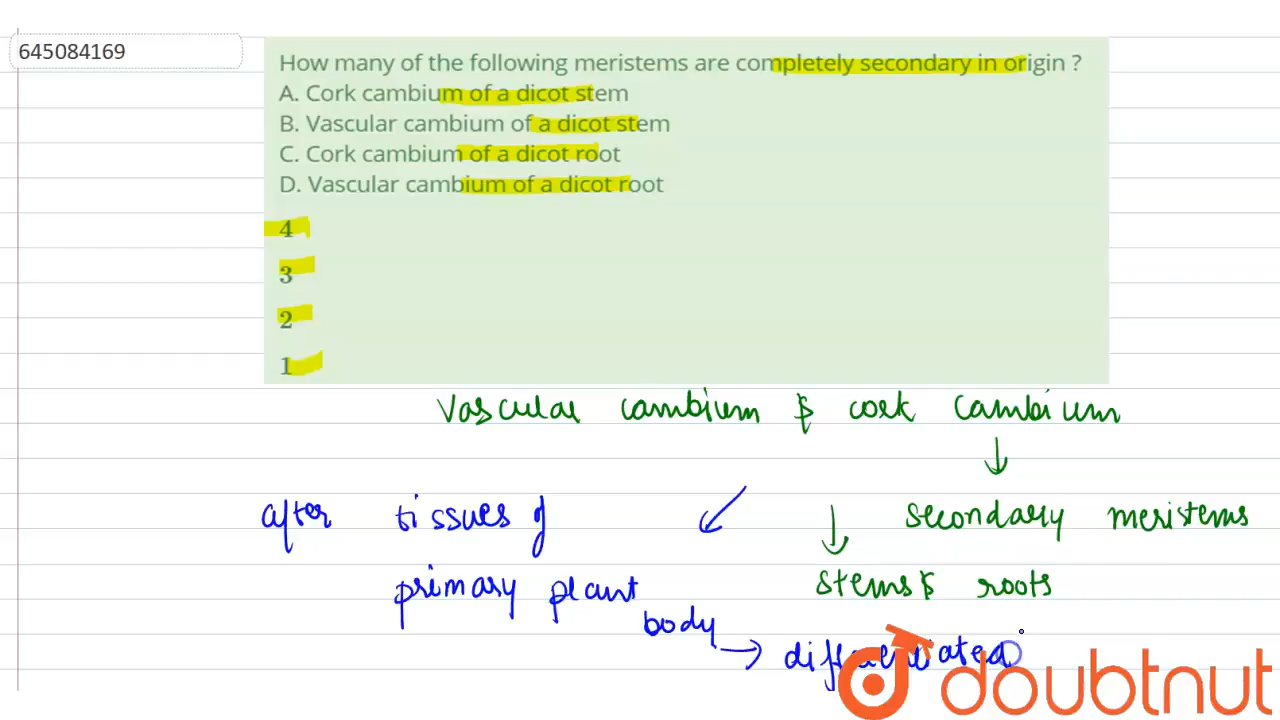 645084169
How many of the following meristems are completely secondary in origin ?
A. Cork cambium of a dicot stem
B. Vascular cambium of a dicot stem
C. Cork cambium of a dicot root
D. Vascular cambium of a dicot root
4
3
2
1
Vascular cambium & cork cambium
after tissues of secondary meristems
primary plant stems & roots
body → differentiated
doubtnut